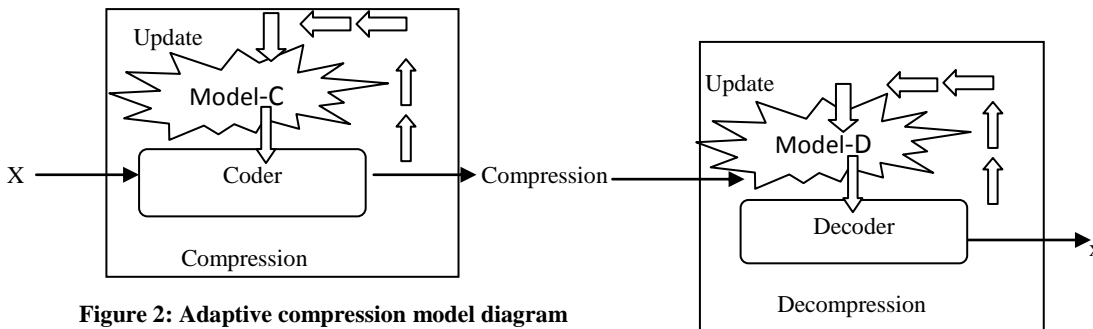 Update
Model-C
X
Coder
Compression
Compression
Update
Model-D
Decoder
x
Decompression
Figure 2: Adaptive compression model diagram